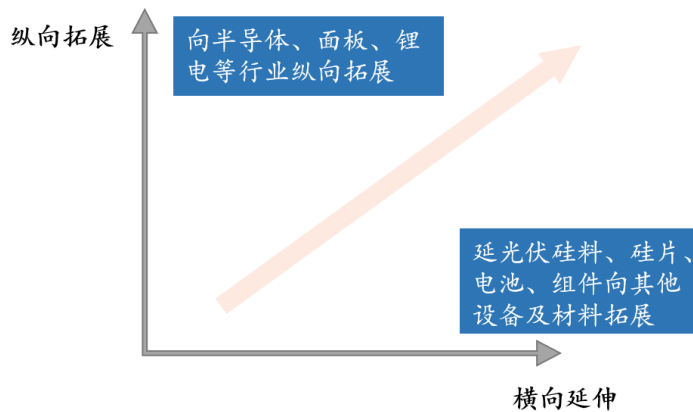 纵向拓展
向半导体、面板、锂
电等行业纵向拓展
延光伏硅料、硅片、
电池、组件向其他
设备及材料拓展
横向延伸